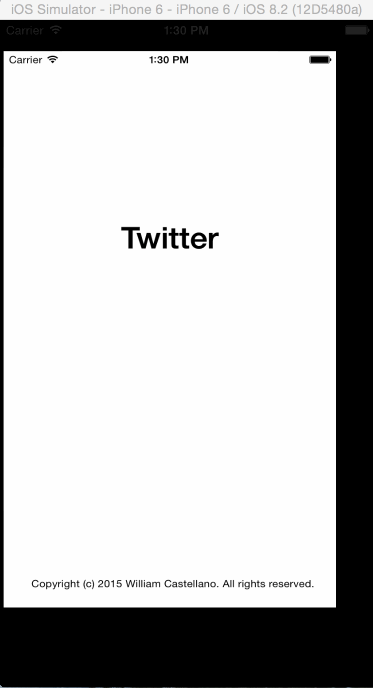 iOS Simulator - iPhone 6 - iPhone 6 / iOS 8.2 (12D5480a)
Carrier 1:30 PM
Carrier 1:30 PM
Twitter
Copyright (c) 2015 William Castellano. All rights reserved.